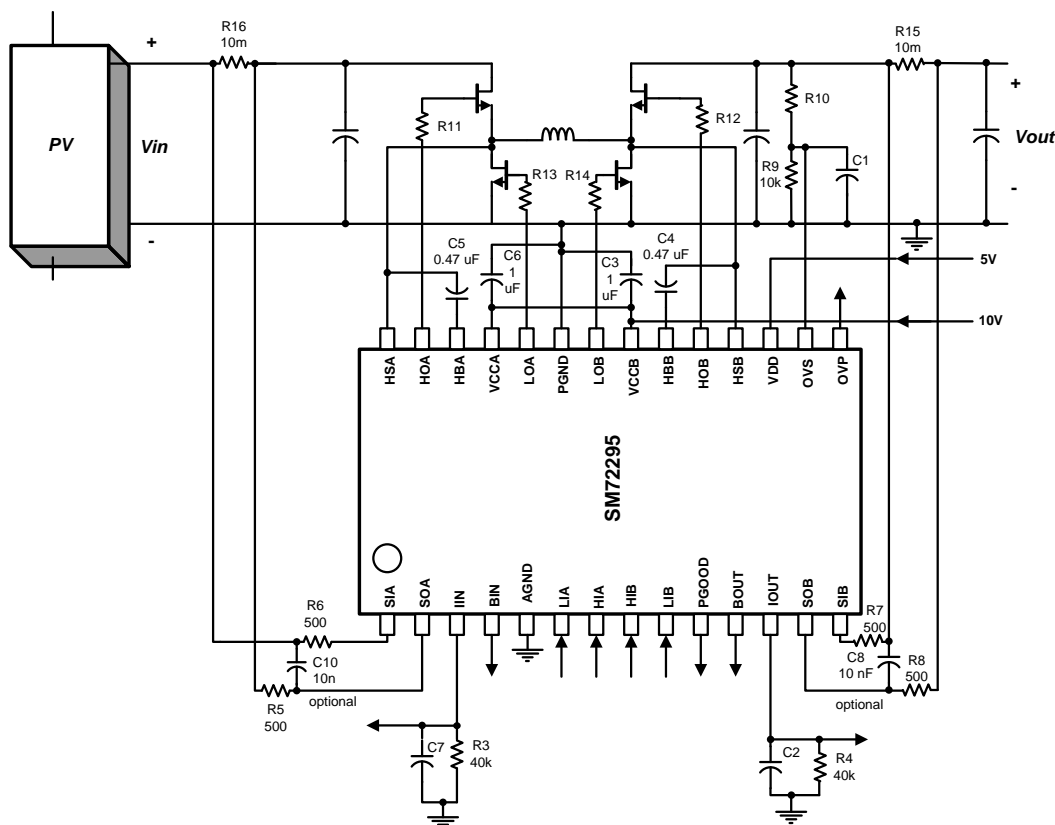 R16
10m
R15
10m
+
+
PV
Vin
R11
R12
R10
R13
R14
R9
10k
C1
Vout
-
-
C5
0.47 uF
C6
1
uF
C3
1
uF
C4
0.47 uF
5V
10V
HSA
HOA
HBA
VCCA
LOA
PGND
LOB
VCCB
HBB
HOB
HSB
VDD
OVS
OVP
SM72295
SIA
SOA
IIN
BIN
AGND
LIA
HIA
HIB
LIB
PGOOD
BOUT
IOUT
SOB
SIB
R6
500
R7
500
C10
10n
C8
10 nF
R8
500
R5
500
optional
optional
C7
R3
40k
C2
R4
40k